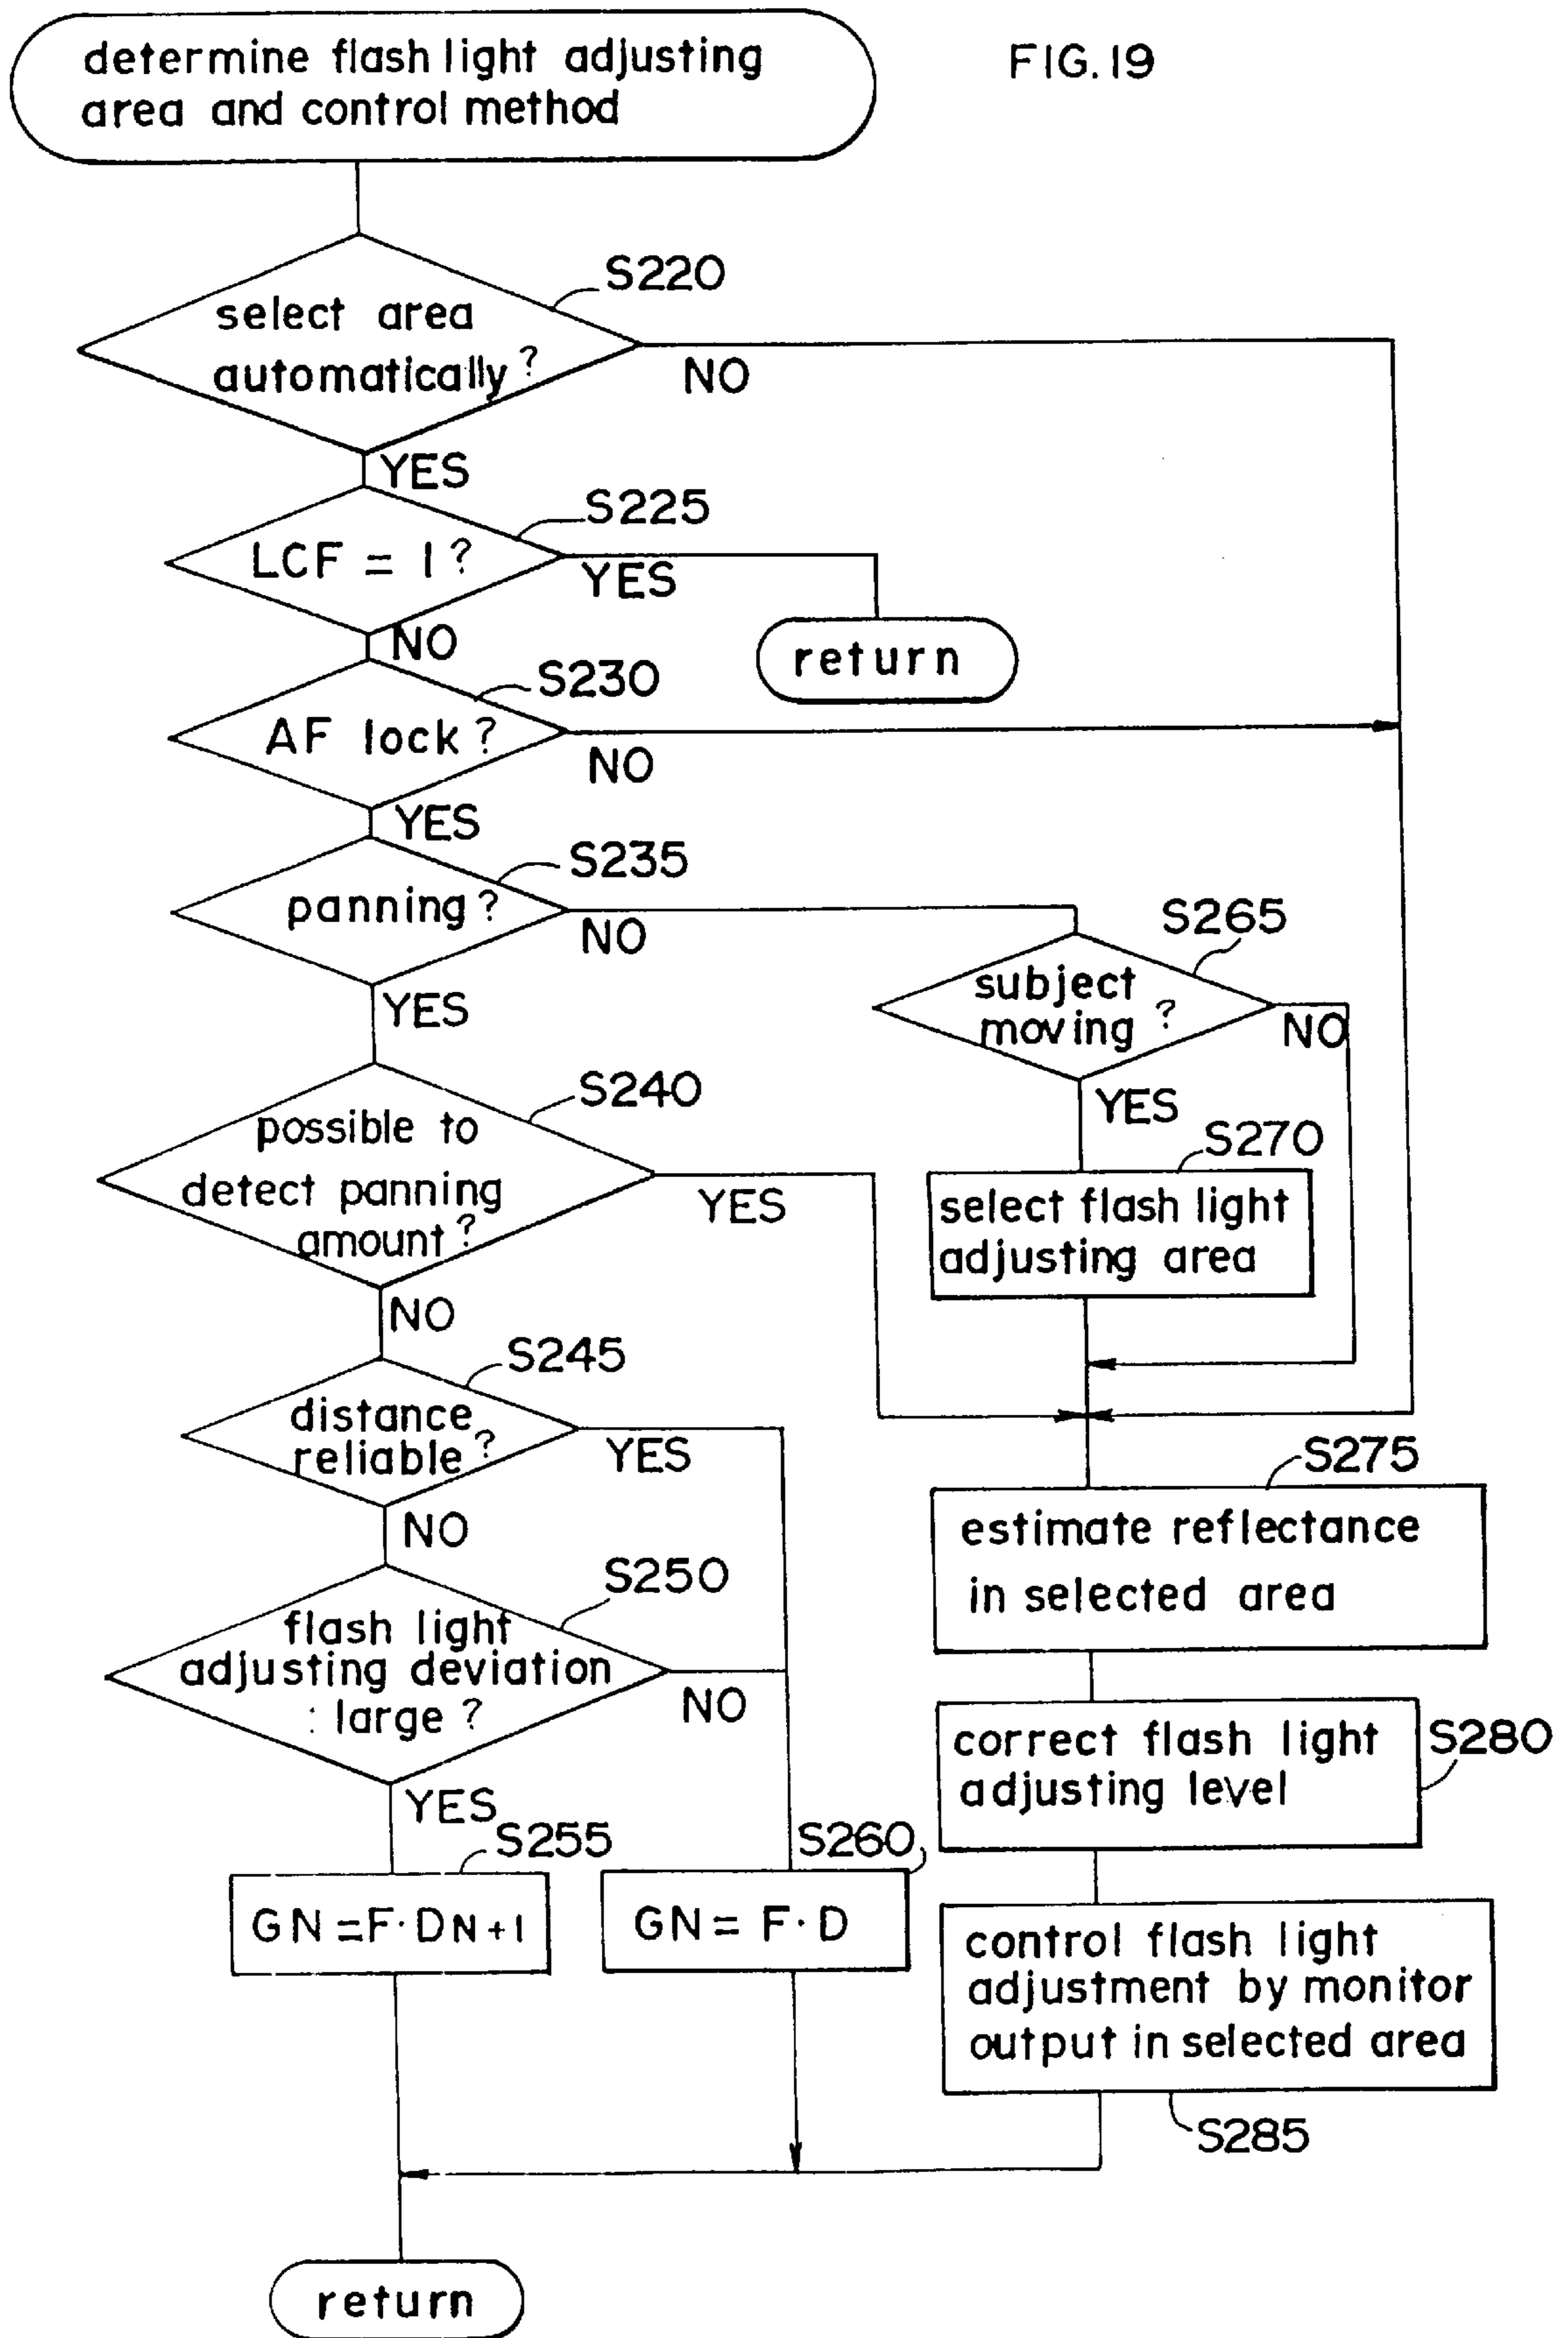 determine flash light adjusting
area and control method
FIG.19
S220
select area
automatically?
NO
YES
S225
LCF = 1?
YES
NO
return
S230
AF lock?
NO
YES
S235
panning?
NO
S265
subject
moving ?
NO
YES
YES
S240
possible to
detect panning
amount?
YES
S270
select flash light
adjusting area
NO
S245
distance
reliable?
YES
S275
estimate reflectance
in selected area
NO
S250
flash light
adjusting deviation
: large ?
NO
S280
correct flash light
adjusting level
YES
S255
GN=F·DN+1
S260
GN= F·D
control flash light
adjustment by monitor
output in selected area
S285
return